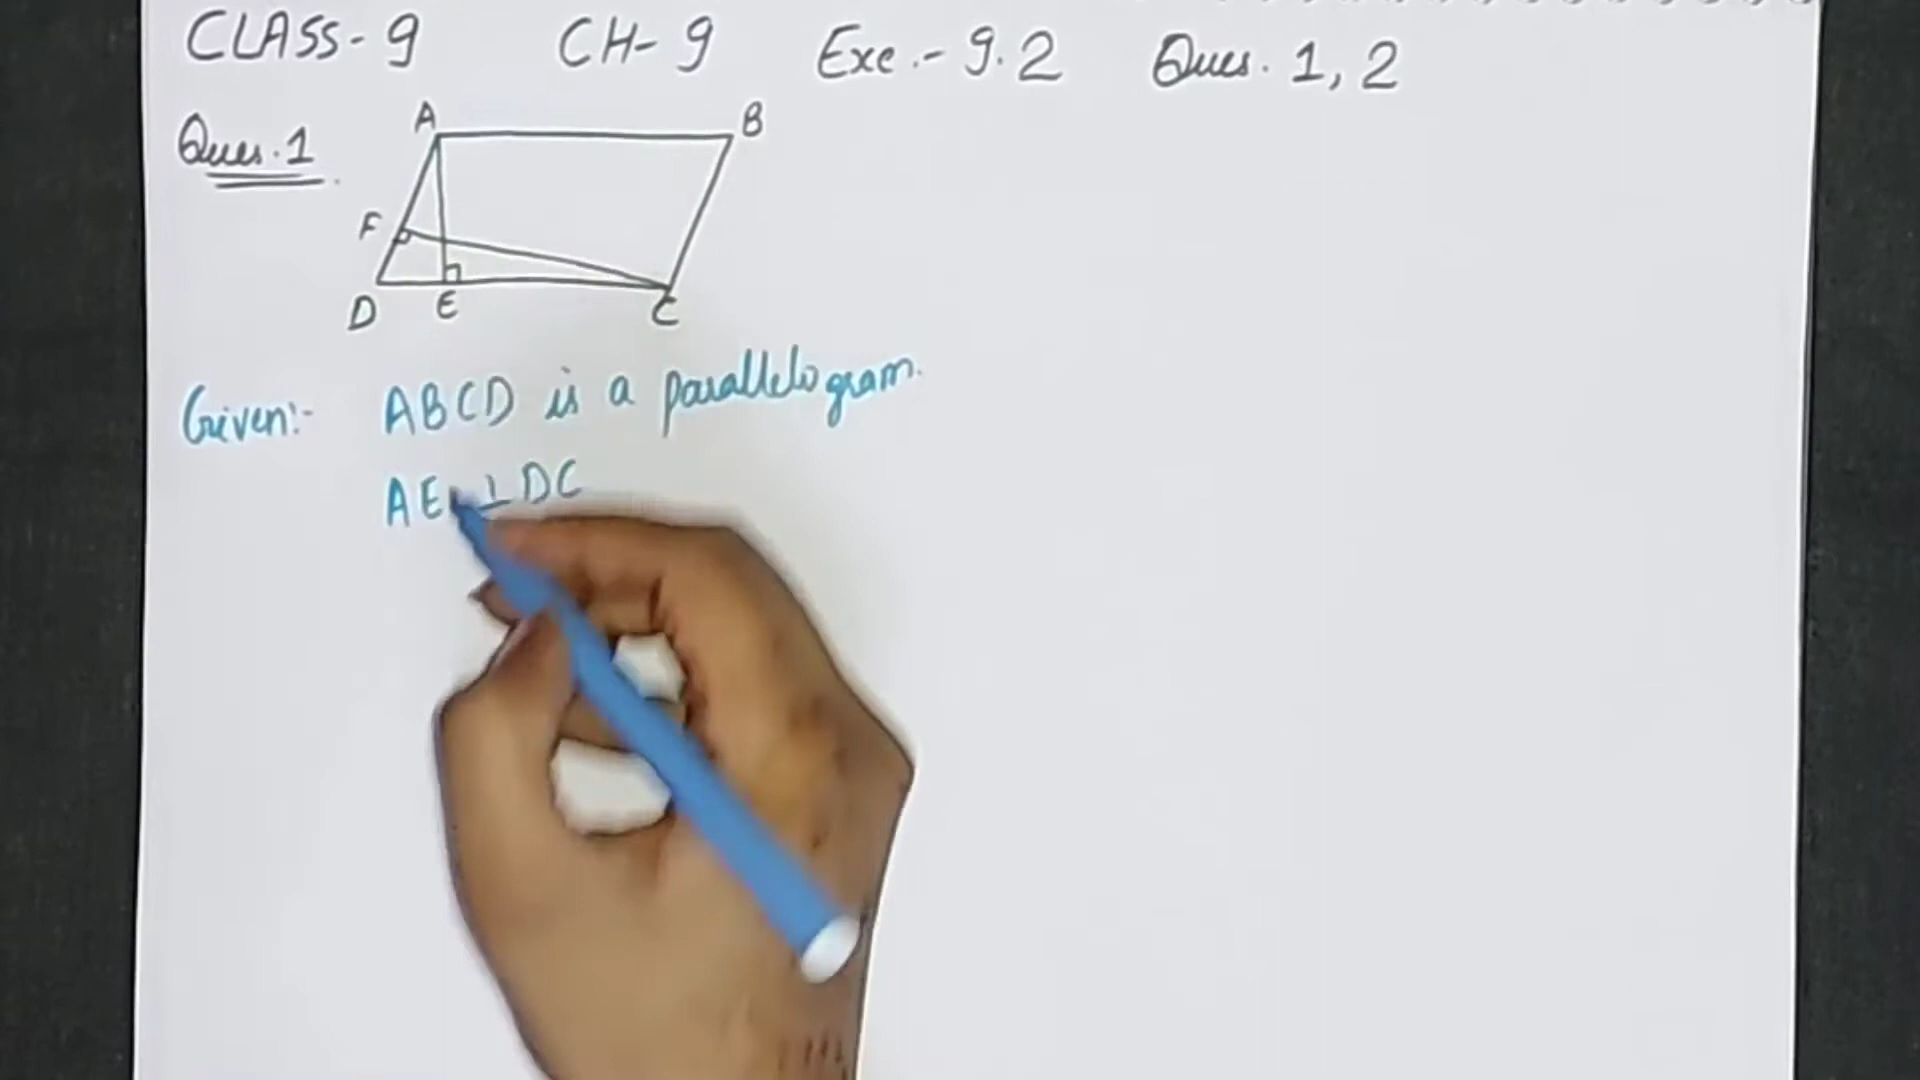 CLASS-9 CH-9 Exe.-9.2 Ques. 1, 2
Ques. 1
A B
F
D E C
Given:- ABCD is a parallelogram.
AE ⊥ DC